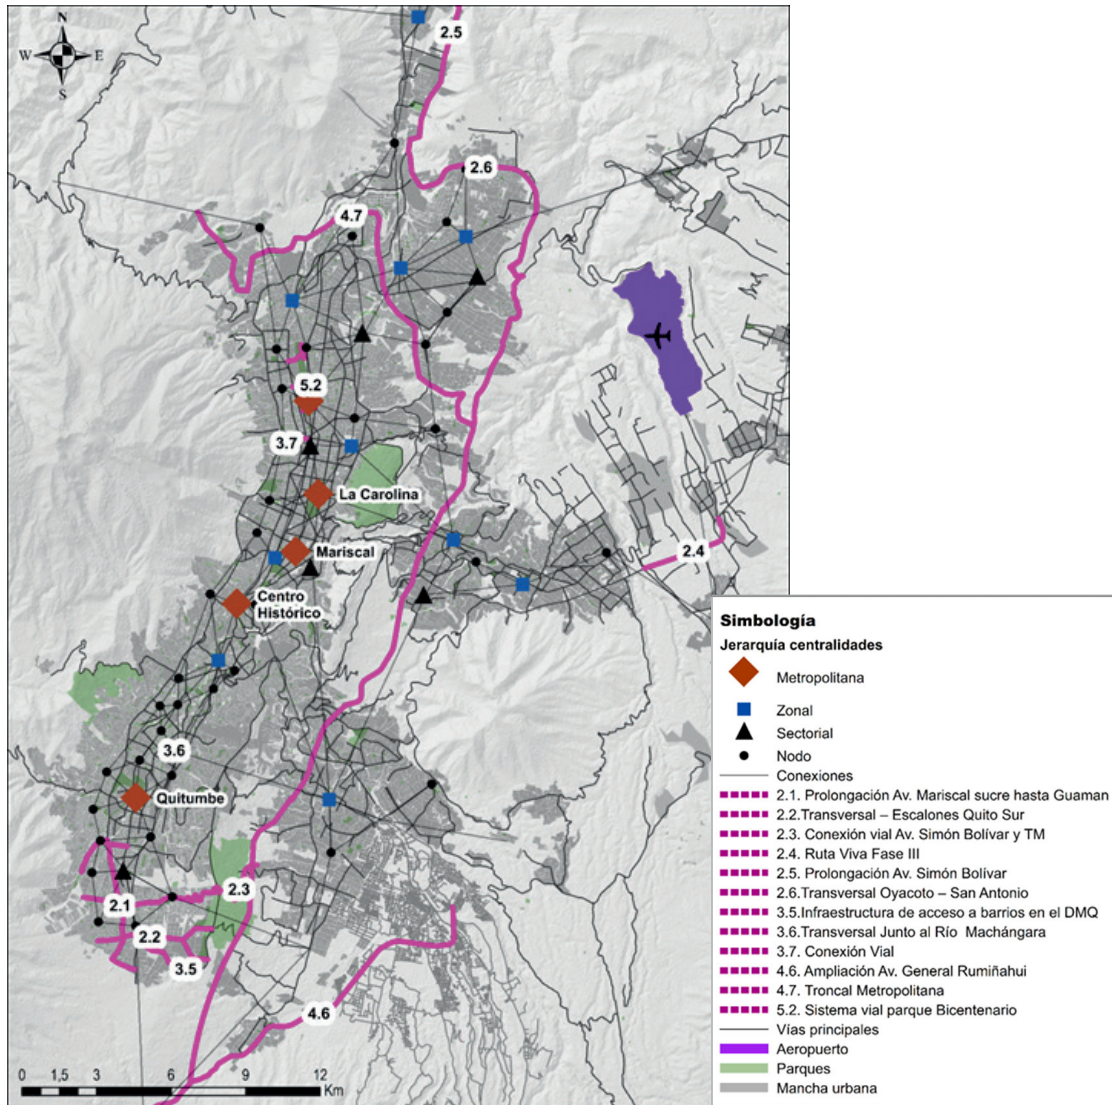 N
W E
S
2.5
2.6
4.7
5.2
3.7
La Carolina
Mariscal
2.4
Centro
Histórico
3.6
Quitumbe
2.3
2.1
2.2
3.5
4.6
0 1,5 3 6 9 12
Km
Simbología
Jerarquía centralidades
Metropolitana
Zonal
Sectorial
Nodo
Conexiones
2.1. Prolongación Av. Mariscal sucre hasta Guaman
2.2.Transversal – Escalones Quito Sur
2.3. Conexión vial Av. Simón Bolívar y TM
2.4. Ruta Viva Fase III
2.5. Prolongación Av. Simón Bolívar
2.6.Transversal Oyacoto – San Antonio
3.5.Infraestructura de acceso a barrios en el DMQ
3.6.Transversal Junto al Río Machángara
3.7. Conexión Vial
4.6. Ampliación Av. General Rumiñahui
4.7. Troncal Metropolitana
5.2. Sistema vial parque Bicentenario
Vías principales
Aeropuerto
Parques
Mancha urbana